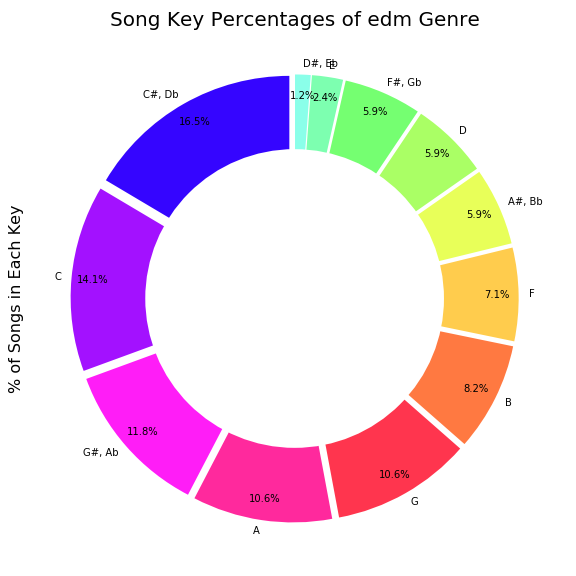 Song Key Percentages of edm Genre
% of Songs in Each Key
C#, Db
16.5%
C
14.1%
G#, Ab
11.8%
A
10.6%
G
10.6%
B
8.2%
F
7.1%
A#, Bb
5.9%
D
5.9%
F#, Gb
5.9%
E
2.4%
D#, Eb
1.2%